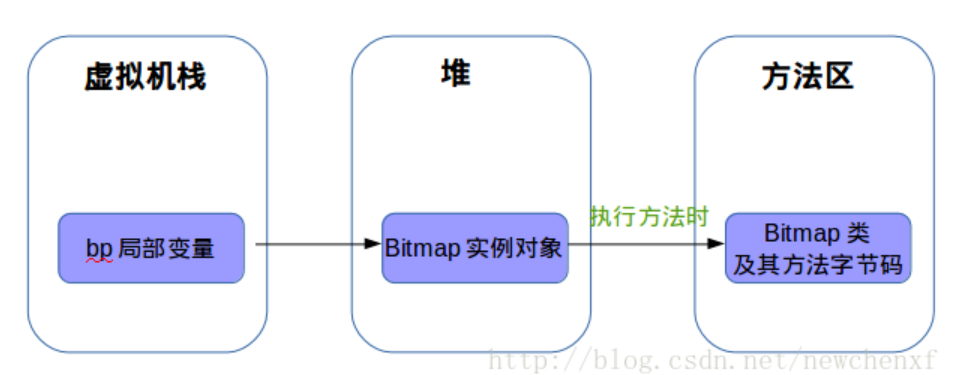 虚拟机栈
堆
方法区
bp 局部变量
Bitmap 实例对象
执行方法时
Bitmap 类
及其方法字节码
http://blog.csdn.net/newchenxf